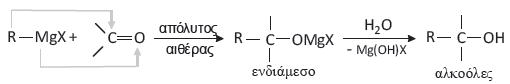 R—MgX + C=O απόλυτος αιθέρας R—C—OMgX H₂O - Mg(OH)X R—C—OH
ενδιάμεσο αλκοόλες